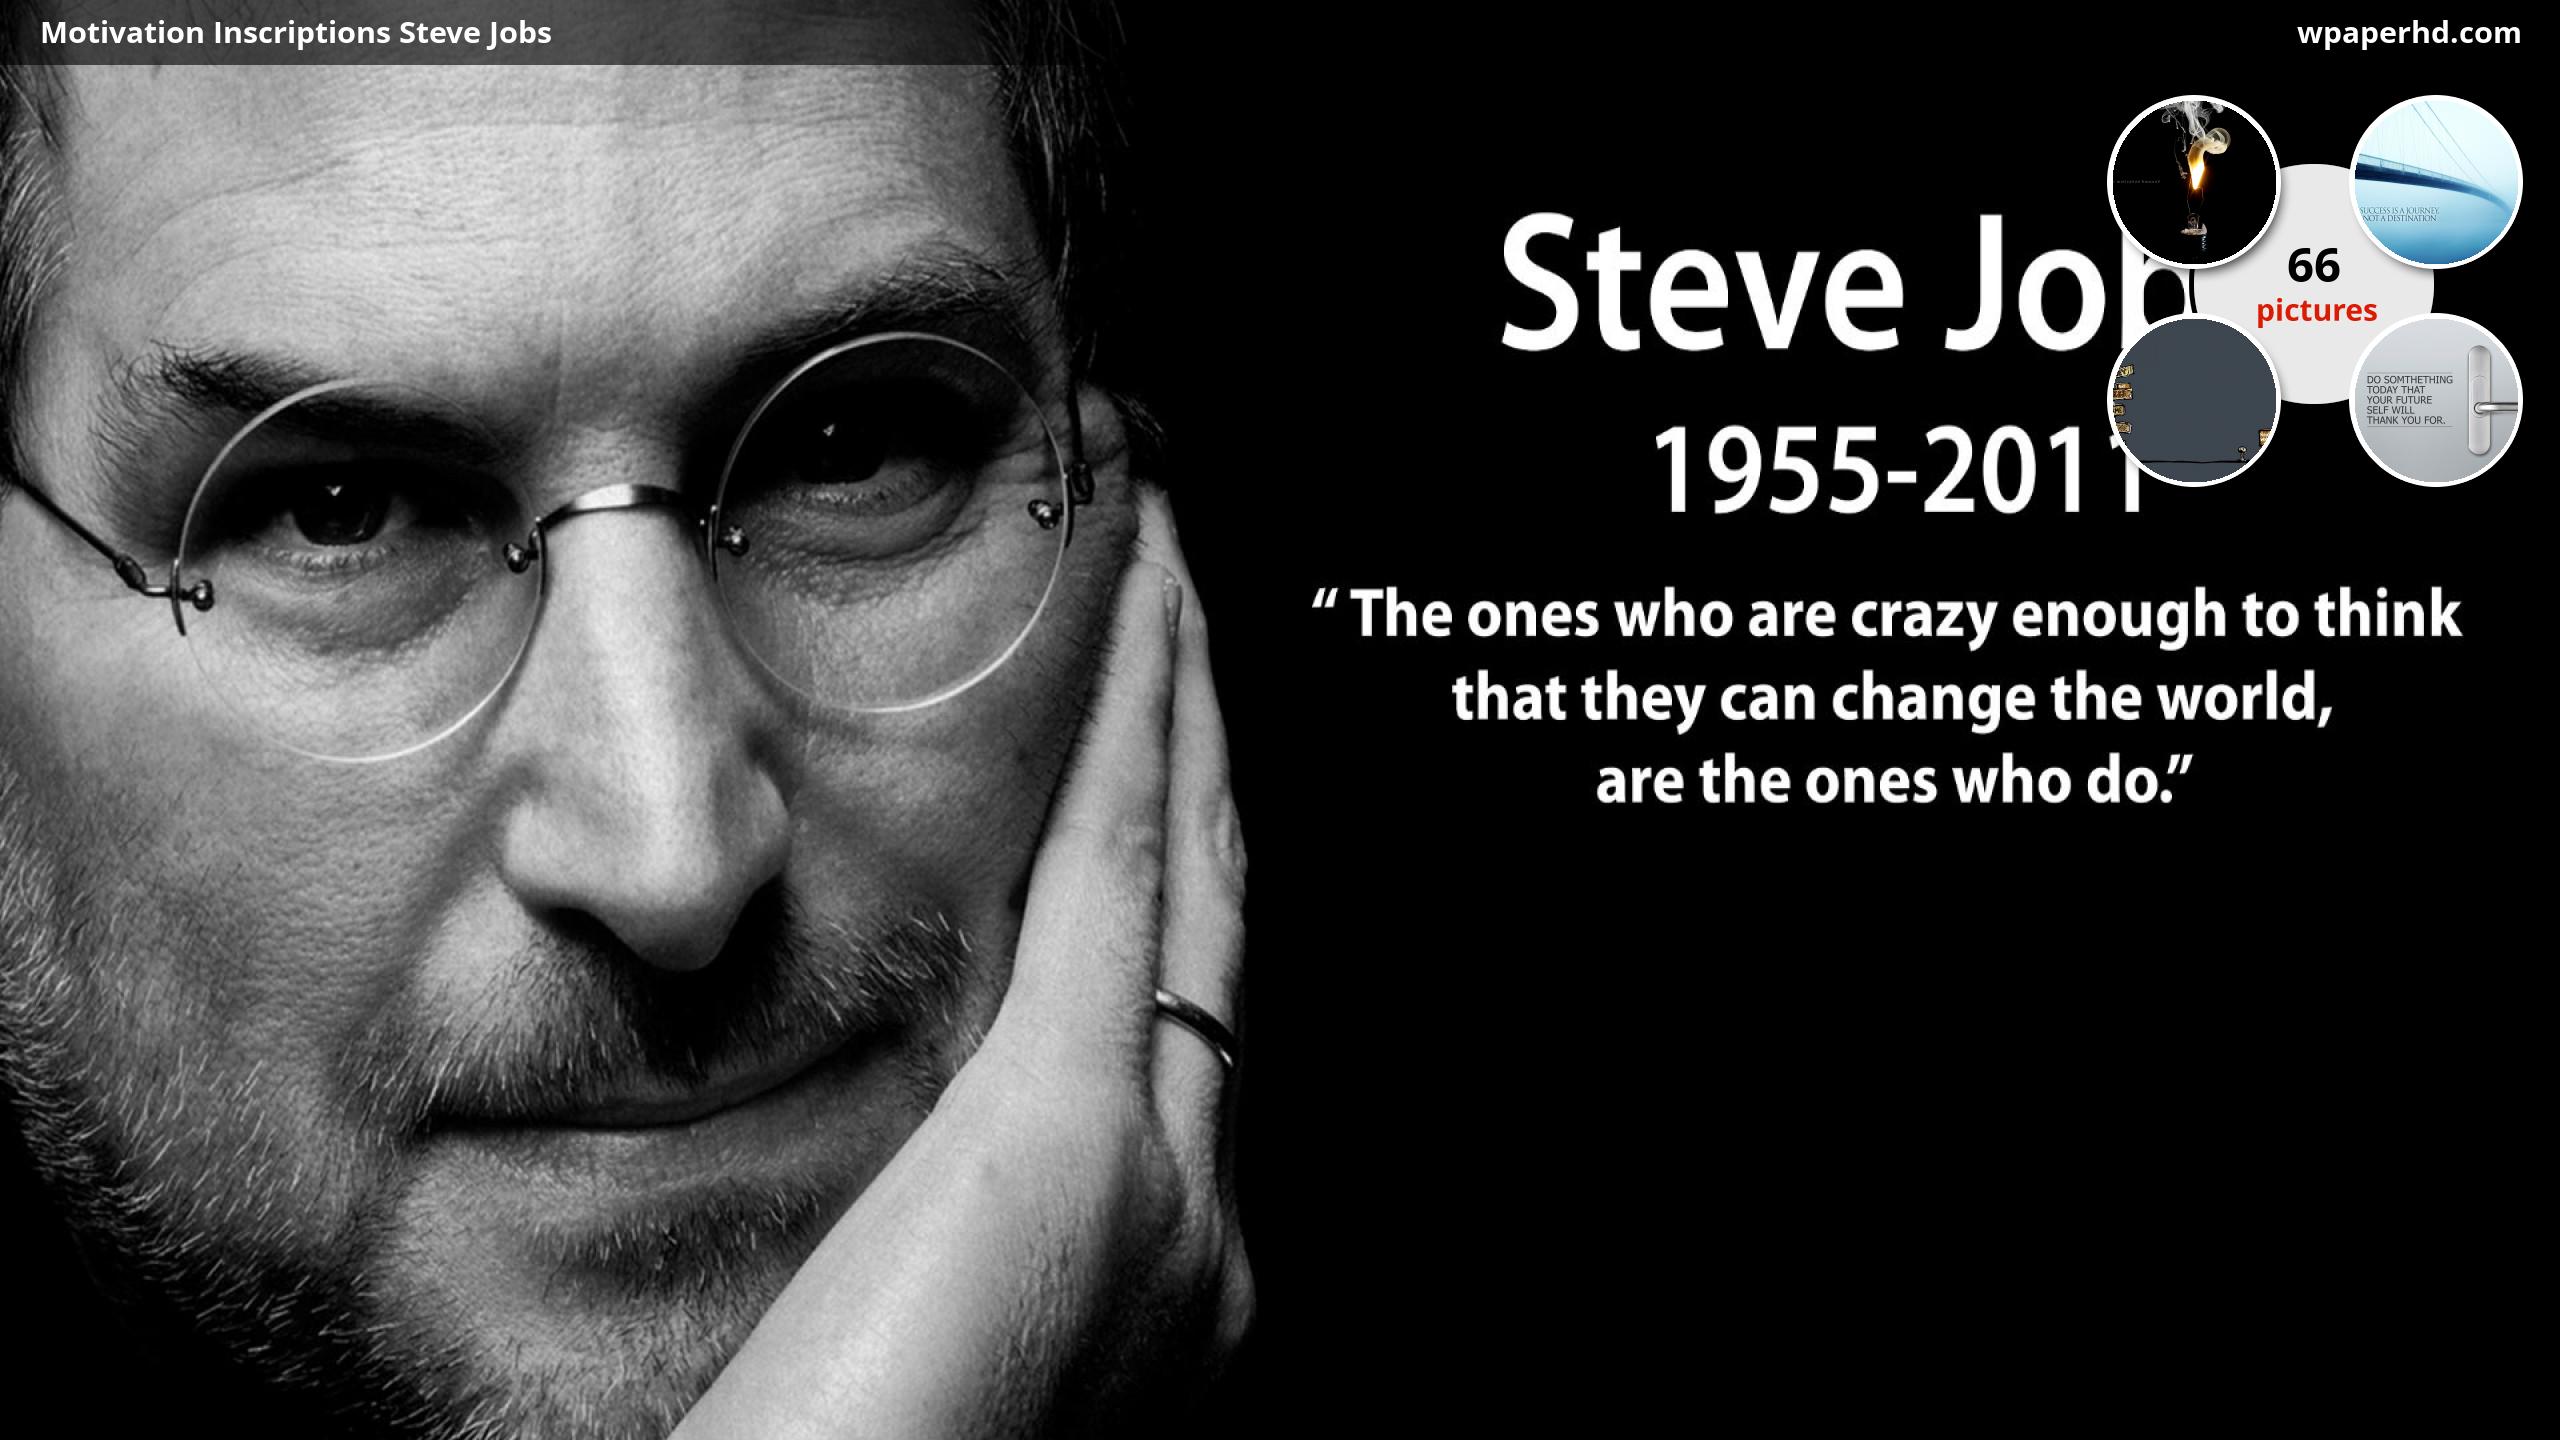 Motivation Inscriptions Steve Jobs
wpaperhd.com
Steve Job
1955-2011
66
pictures
SUCCESS IS A JOURNEY,
NOT A DESTINATION
DO SOMTHETHING
TODAY THAT
YOUR FUTURE
SELF WILL
THANK YOU FOR.
“ The ones who are crazy enough to think
that they can change the world,
are the ones who do.”